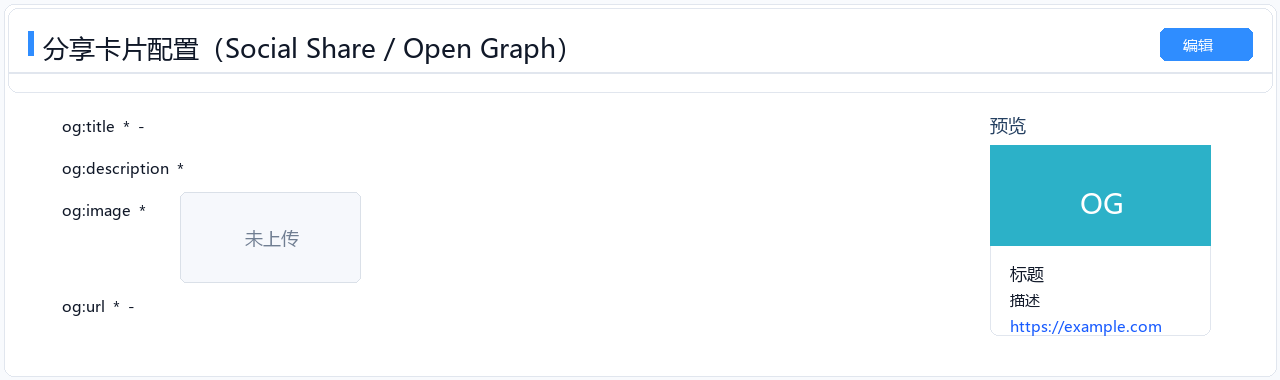 分享卡片配置（Social Share / Open Graph）
编辑
og:title * -
og:description *
og:image *
未上传
og:url * -
预览
OG
标题
描述
https://example.com